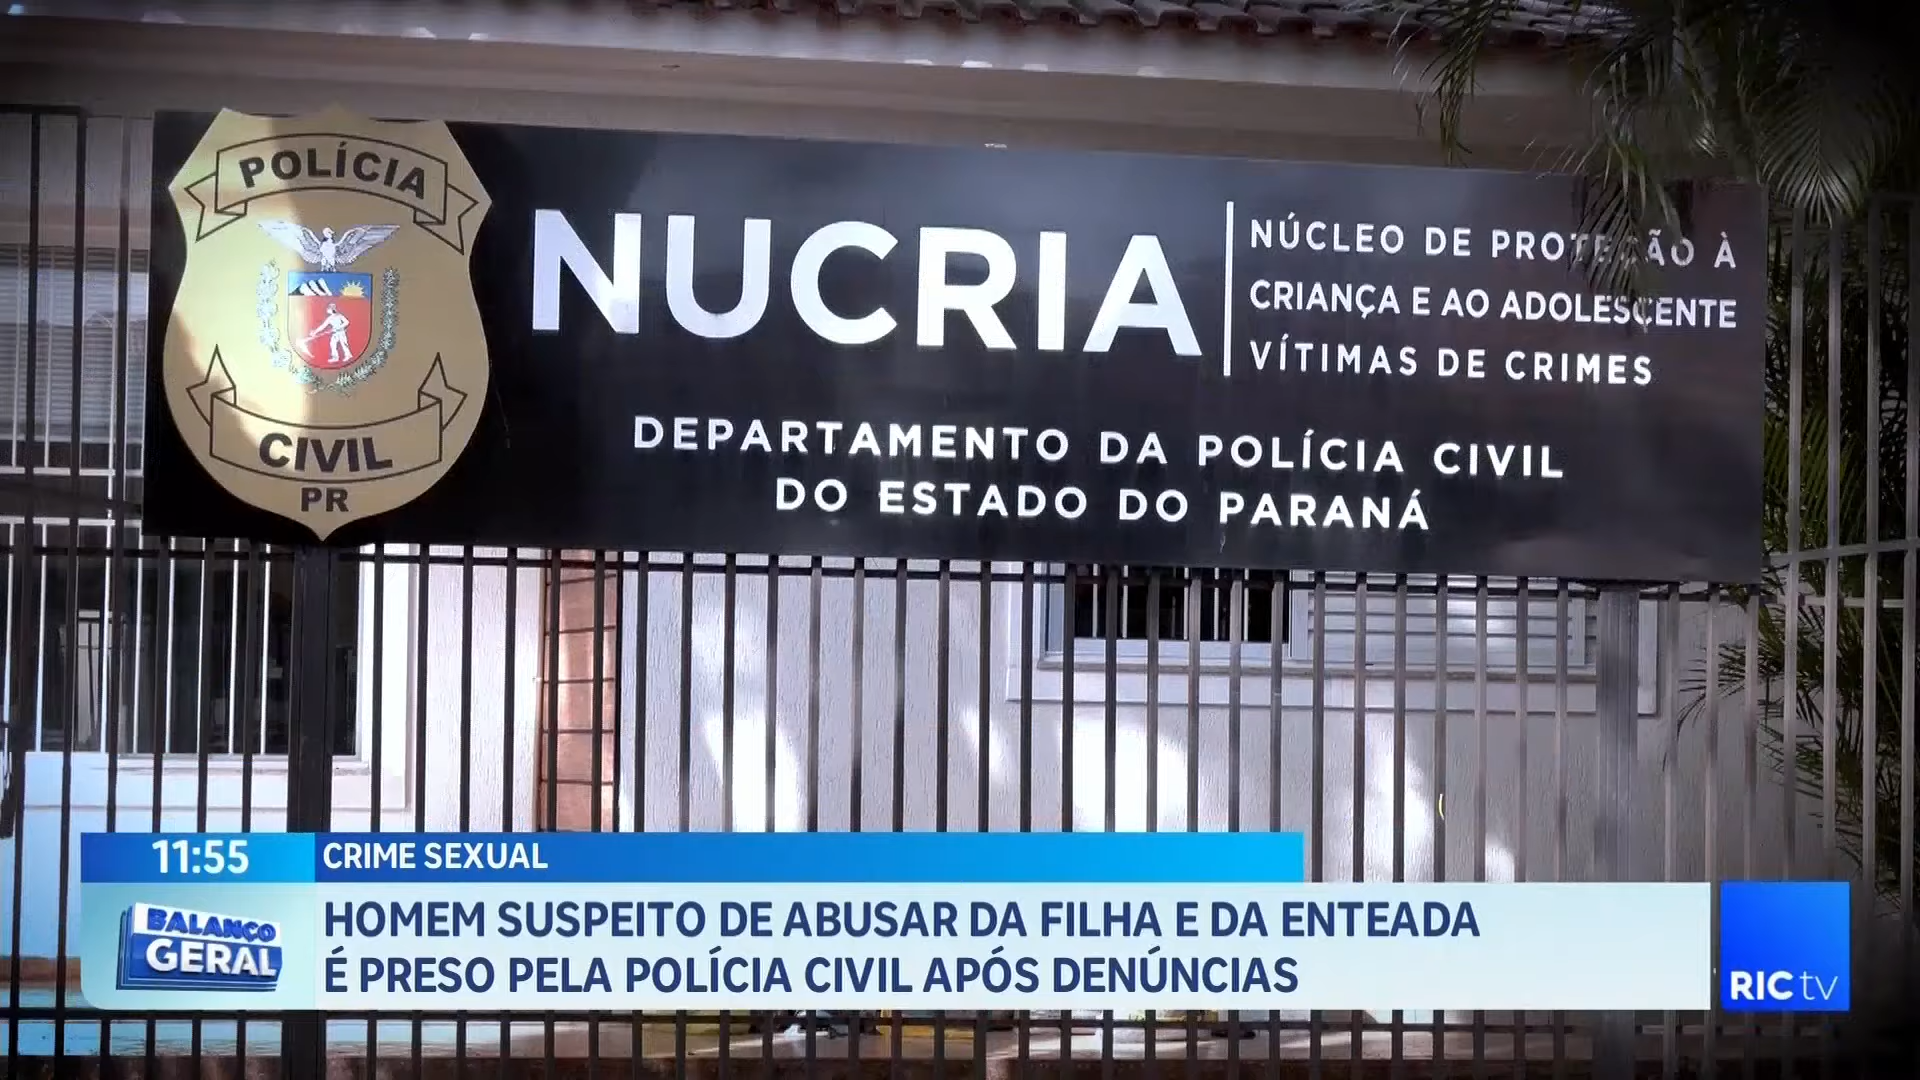 POLÍCIA
CIVIL
PR
NUCRIA
NÚCLEO DE PROTEÇÃO À
CRIANÇA E AO ADOLESCENTE
VÍTIMAS DE CRIMES
DEPARTAMENTO DA POLÍCIA CIVIL
DO ESTADO DO PARANÁ
11:55
CRIME SEXUAL
BALANÇO
GERAL
HOMEM SUSPEITO DE ABUSAR DA FILHA E DA ENTEADA
É PRESO PELA POLÍCIA CIVIL APÓS DENÚNCIAS
RIC tv